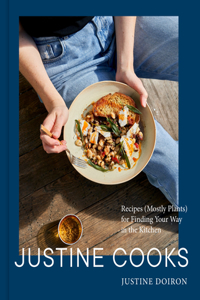 Recipes (Mostly Plants)
for Finding Your Way
in the Kitchen
JUSTINE COOKS
JUSTINE DOIRON